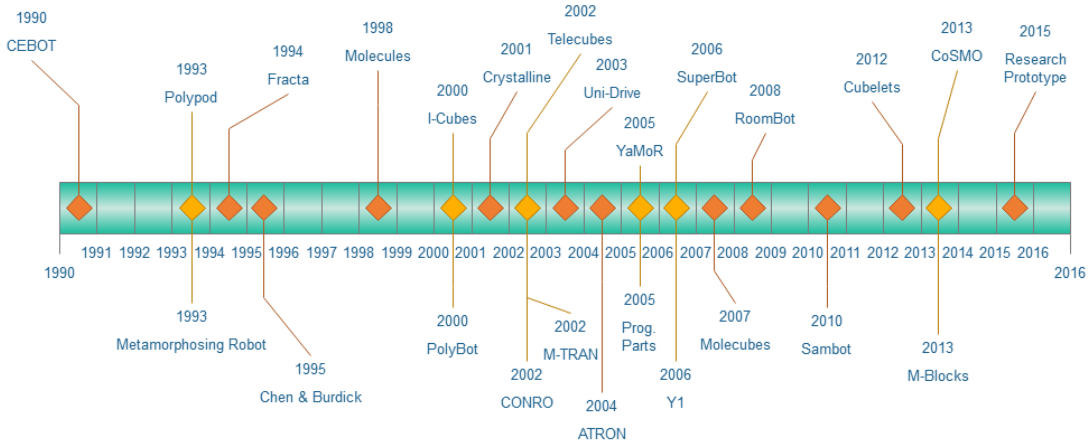 1990
CEBOT
1993
Polypod
1994
Fracta
1998
Molecules
2000
I-Cubes
2001
Crystalline
2002
Telecubes
2003
Uni-Drive
2005
YaMoR
2006
SuperBot
2008
RoomBot
2012
Cubelets
2013
CoSMO
2015
Research
Prototype
1991 1992 1993 1994 1995 1996 1997 1998 1999 2000 2001 2002 2003 2004 2005 2006 2007 2008 2009 2010 2011 2012 2013 2014 2015 2016
1990 2016
1993
Metamorphosing Robot
1995
Chen & Burdick
2000
PolyBot
2002
M-TRAN
2002
CONRO
2004
ATRON
2005
Prog.
Parts
2006
Y1
2007
Molecubes
2010
Sambot
2013
M-Blocks